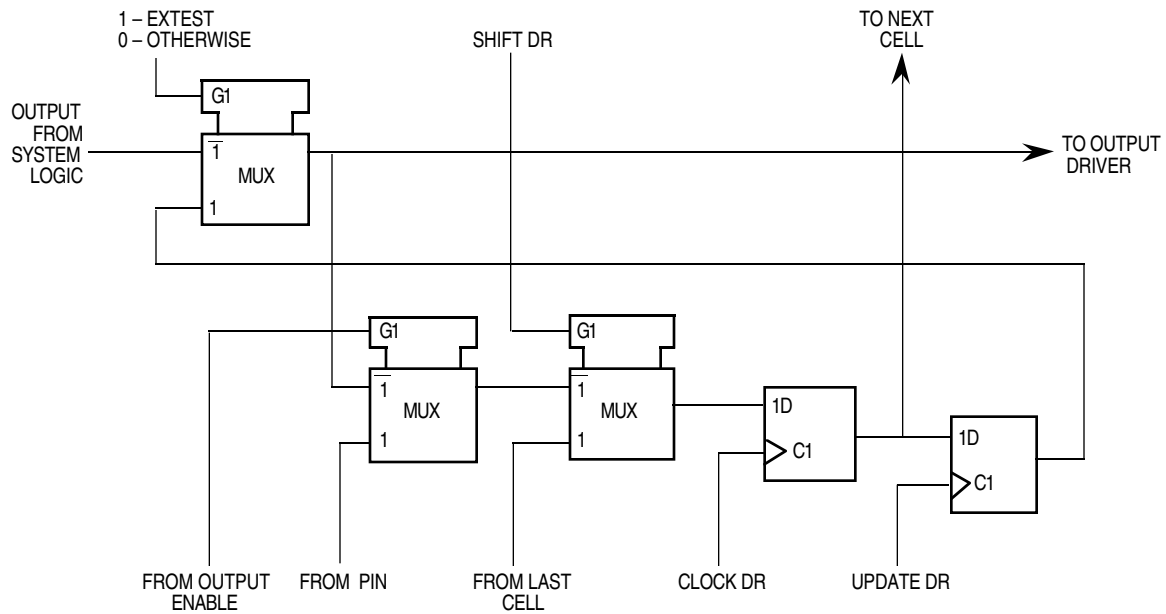 1 – EXTEST
0 – OTHERWISE
SHIFT DR
TO NEXT
CELL
G1
OUTPUT
FROM
SYSTEM
LOGIC
1
MUX
1
TO OUTPUT
DRIVER
G1
G1
1
MUX
1
1
MUX
1
1D
C1
1D
C1
FROM OUTPUT
ENABLE
FROM PIN
FROM LAST
CELL
CLOCK DR
UPDATE DR